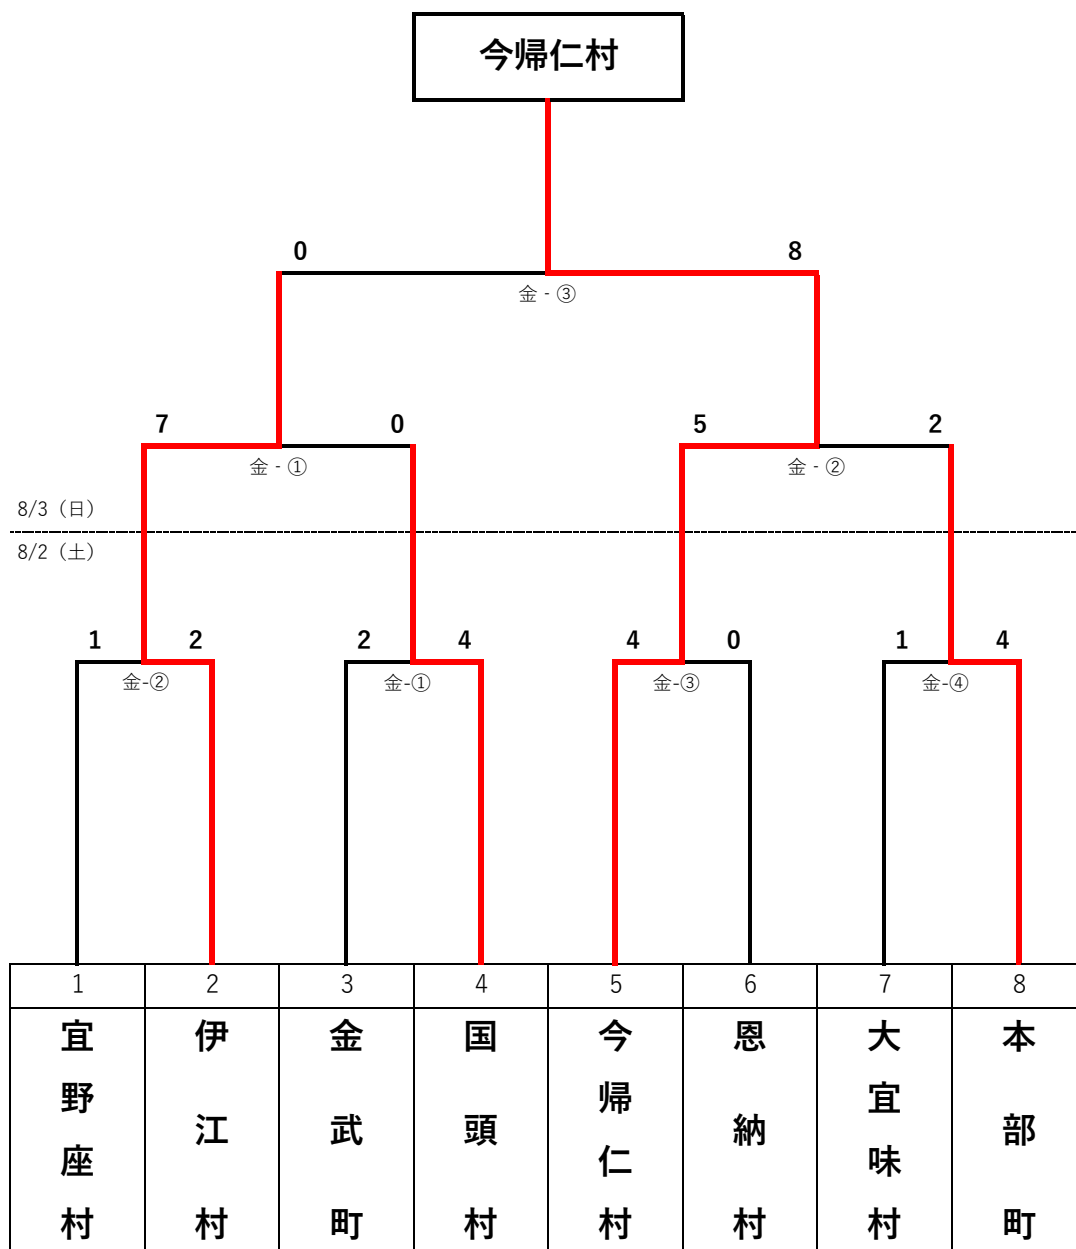 今帰仁村
0 8
金 - ③
7 0 5 2
金 - ① 金 - ②
8/3（日）
8/2（土）
1 2 2 4 4 0 1 4
金-② 金-① 金-③ 金-④
1 2 3 4 5 6 7 8
宜野座村
伊江村
金武町
国頭村
今帰仁村
恩納村
大宜味村
本部町